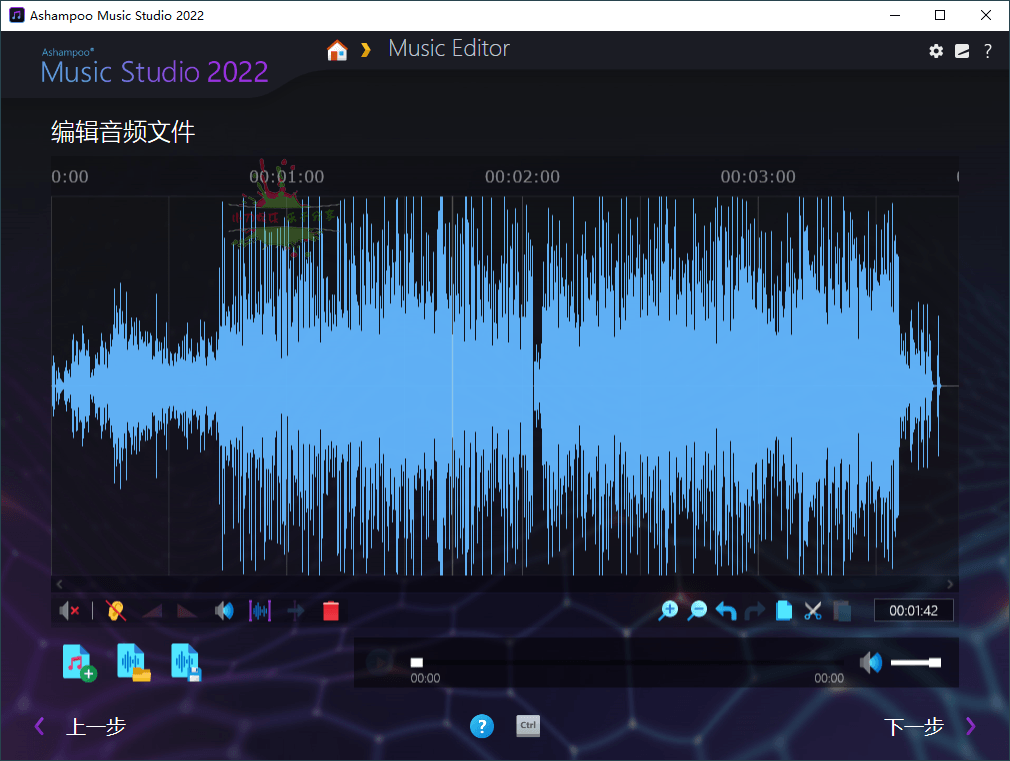 Ashampoo Music Studio 2022
Ashampoo®
Music Studio 2022
Music Editor
?
编辑音频文件
0:00 00:01:00 00:02:00 00:03:00
00:01:42
00:00 00:00
上一步
?
Ctrl
下一步